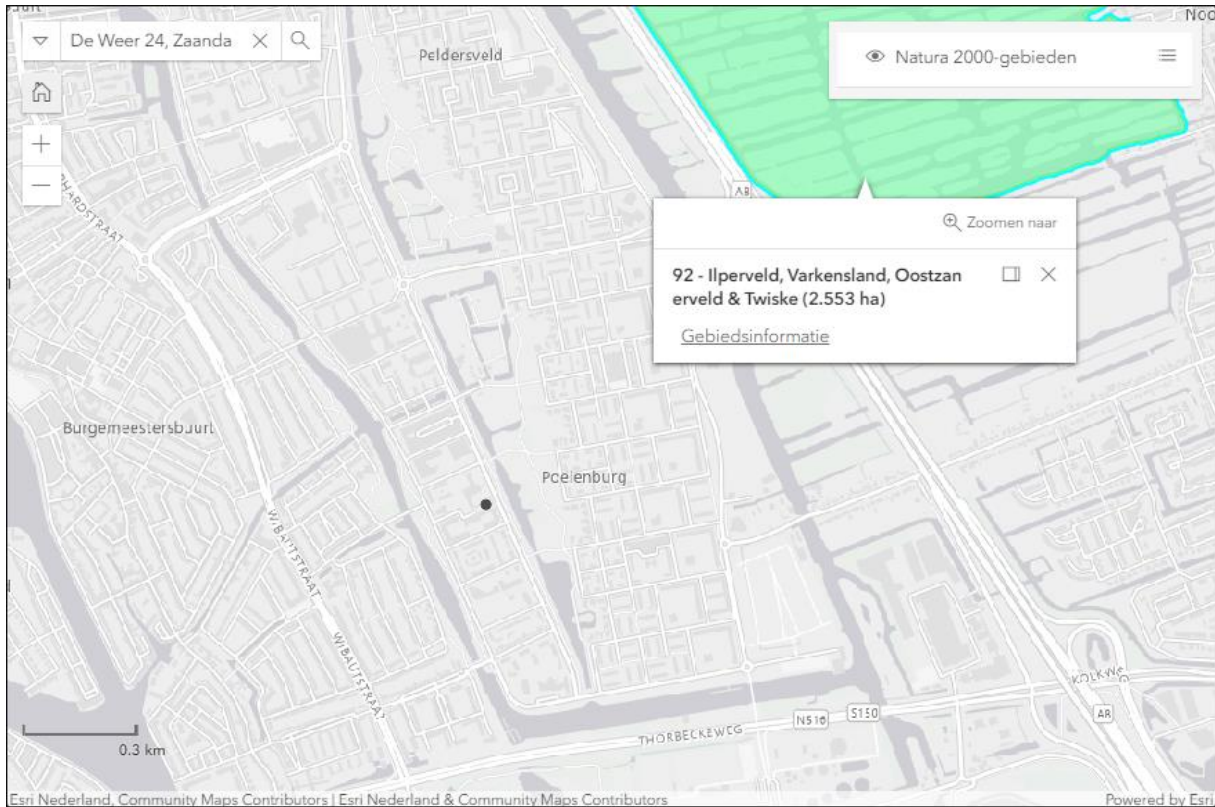 De Weer 24, Zaanda
Peldersveld
Noo
Natura 2000-gebieden
A8
Zoomen naar
92 - Ilperveld, Varkensland, Oostzan
erveld & Twiske (2.553 ha)
Gebiedsinformatie
Burgemeestersbuurt
Poelenburg
WIBAUTSTRAAT
WIBAUTSTRAAT
KOLKWE
A8
S150
N516
THORBECKEWEG
0.3 km
Esri Nederland, Community Maps Contributors | Esri Nederland & Community Maps Contributors
Powered by Esri